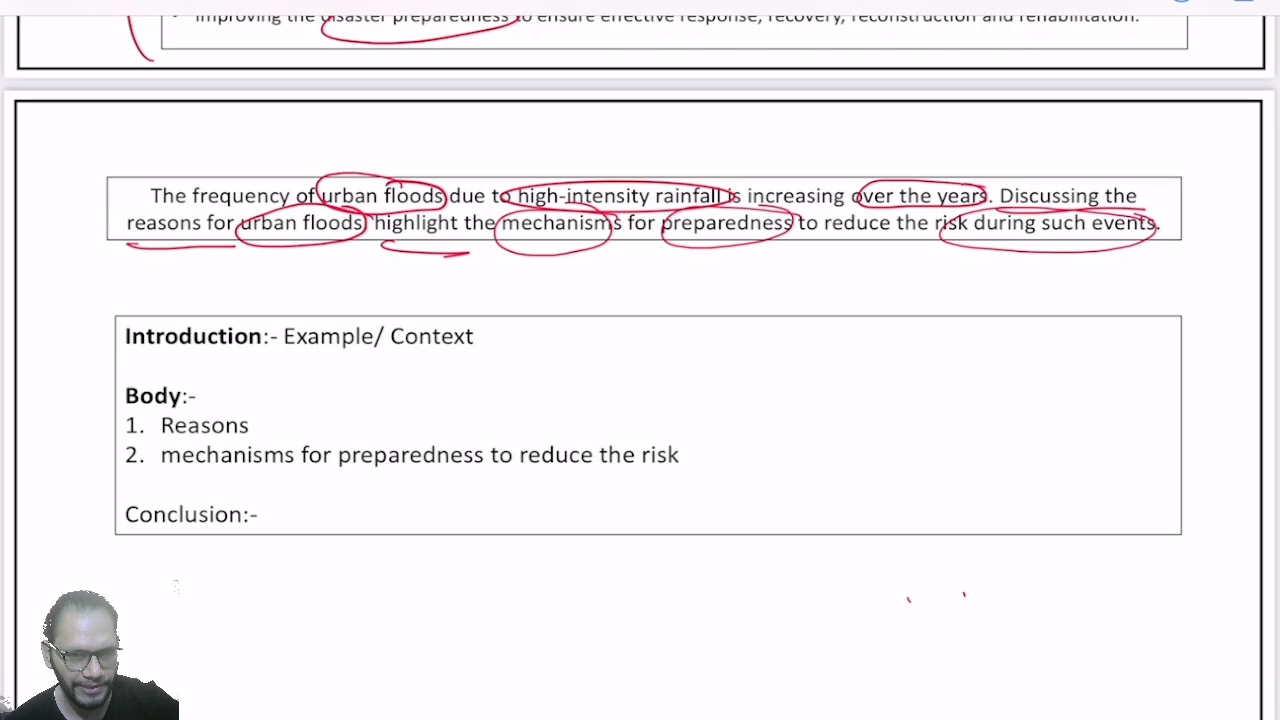 Improving the disaster preparedness to ensure effective response, recovery, reconstruction and rehabilitation.
The frequency of urban floods due to high-intensity rainfall is increasing over the years. Discussing the
reasons for urban floods highlight the mechanisms for preparedness to reduce the risk during such events.
Introduction:- Example/ Context
Body:-
1. Reasons
2. mechanisms for preparedness to reduce the risk
Conclusion:-